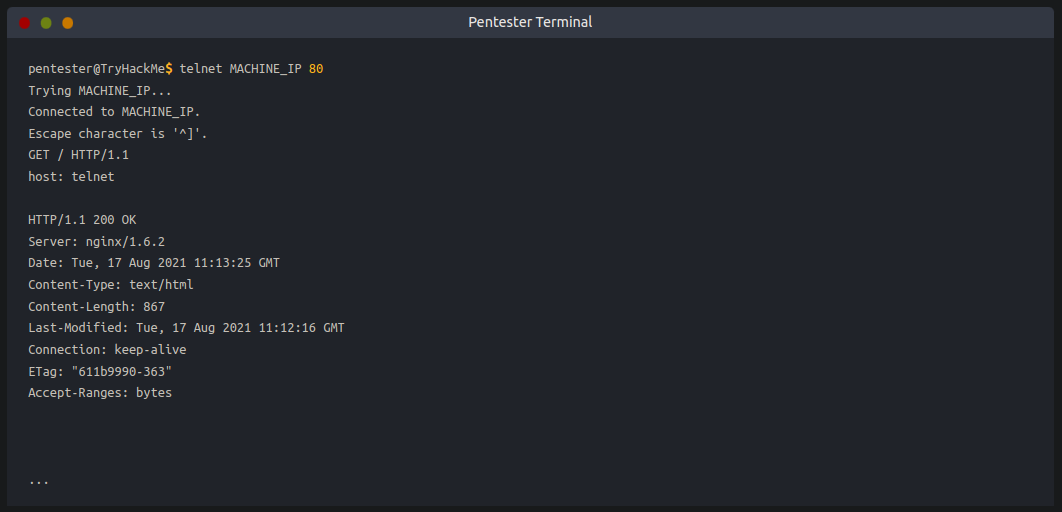 Pentester Terminal
pentester@TryHackMe$ telnet MACHINE_IP 80
Trying MACHINE_IP...
Connected to MACHINE_IP.
Escape character is '^]'.
GET / HTTP/1.1
host: telnet
HTTP/1.1 200 OK
Server: nginx/1.6.2
Date: Tue, 17 Aug 2021 11:13:25 GMT
Content-Type: text/html
Content-Length: 867
Last-Modified: Tue, 17 Aug 2021 11:12:16 GMT
Connection: keep-alive
ETag: "611b9990-363"
Accept-Ranges: bytes
...